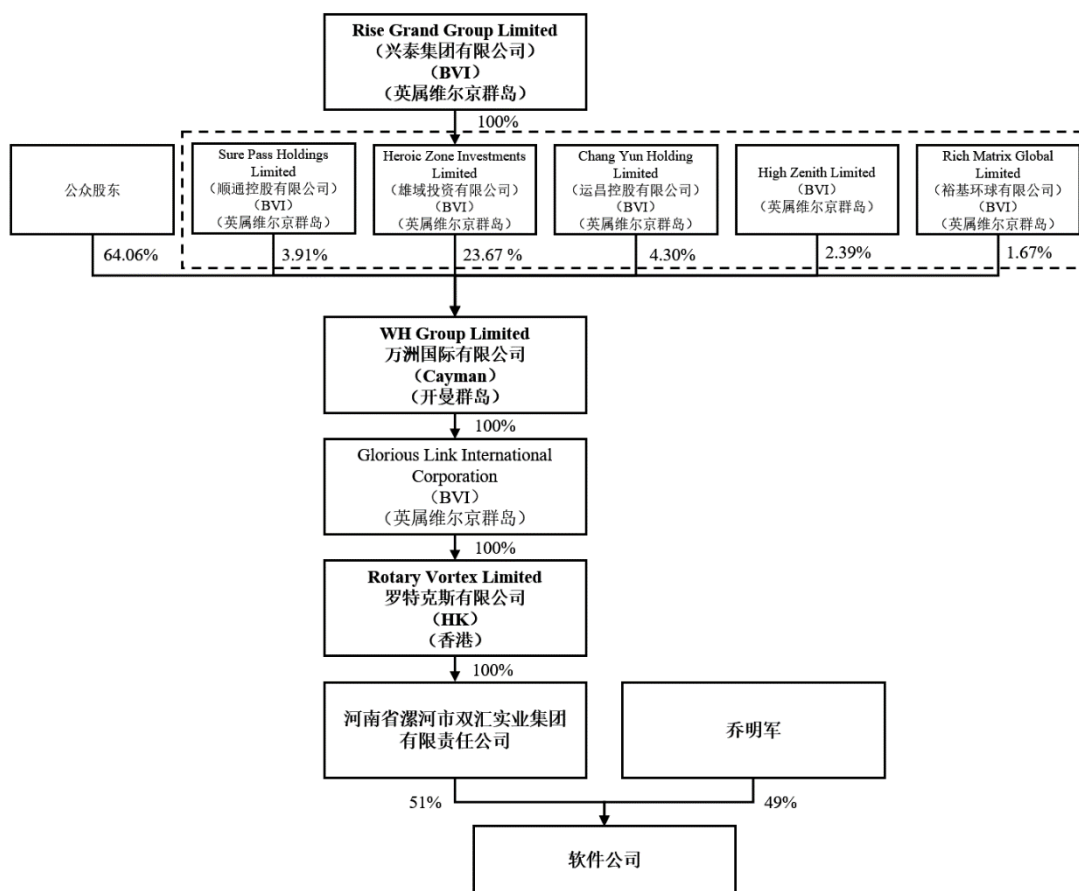 Rise Grand Group Limited
（兴泰集团有限公司）
（BVI）
（英属维尔京群岛）
100%
公众股东
Sure Pass Holdings
Limited
（顺通控股有限公司）
（BVI）
（英属维尔京群岛）
Heroic Zone Investments
Limited
（雄域投资有限公司）
（BVI）
（英属维尔京群岛）
Chang Yun Holding
Limited
（运昌控股有限公司）
（BVI）
（英属维尔京群岛）
High Zenith Limited
（BVI）
（英属维尔京群岛）
Rich Matrix Global
Limited
（裕基环球有限公司）
（BVI）
（英属维尔京群岛）
64.06%
3.91%
23.67 %
4.30%
2.39%
1.67%
WH Group Limited
万洲国际有限公司
（Cayman）
（开曼群岛）
100%
Glorious Link International
Corporation
（BVI）
（英属维尔京群岛）
100%
Rotary Vortex Limited
罗特克斯有限公司
（HK）
（香港）
100%
河南省漯河市双汇实业集团
有限责任公司
乔明军
51%
49%
软件公司